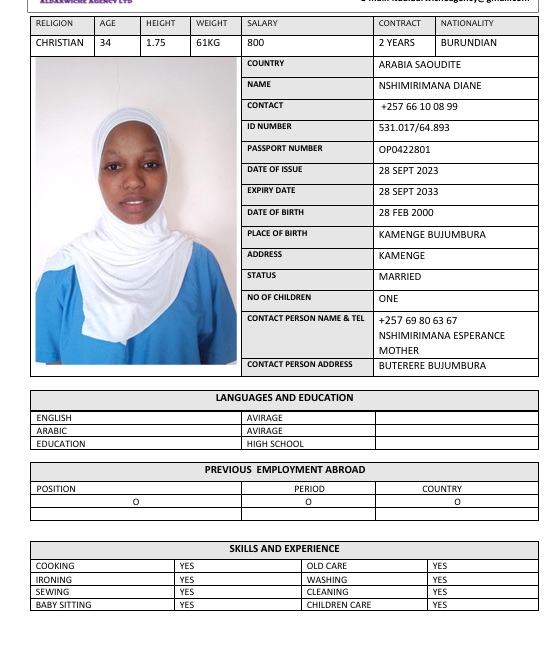 ALDARWICHE AGENCY LTD
RELIGION AGE HEIGHT WEIGHT SALARY CONTRACT NATIONALITY
CHRISTIAN 34 1.75 61KG 800 2 YEARS BURUNDIAN
COUNTRY ARABIA SAOUDITE
NAME NSHIMIRIMANA DIANE
CONTACT +257 66 10 08 99
ID NUMBER 531.017/64.893
PASSPORT NUMBER OP0422801
DATE OF ISSUE 28 SEPT 2023
EXPIRY DATE 28 SEPT 2033
DATE OF BIRTH 28 FEB 2000
PLACE OF BIRTH KAMENGE BUJUMBURA
ADDRESS KAMENGE
STATUS MARRIED
NO OF CHILDREN ONE
CONTACT PERSON NAME & TEL +257 69 80 63 67
NSHIMIRIMANA ESPERANCE
MOTHER
CONTACT PERSON ADDRESS BUTERERE BUJUMBURA
LANGUAGES AND EDUCATION
ENGLISH AVIRAGE
ARABIC AVIRAGE
EDUCATION HIGH SCHOOL
PREVIOUS EMPLOYMENT ABROAD
POSITION PERIOD COUNTRY
O O O
SKILLS AND EXPERIENCE
COOKING YES OLD CARE YES
IRONING YES WASHING YES
SEWING YES CLEANING YES
BABY SITTING YES CHILDREN CARE YES